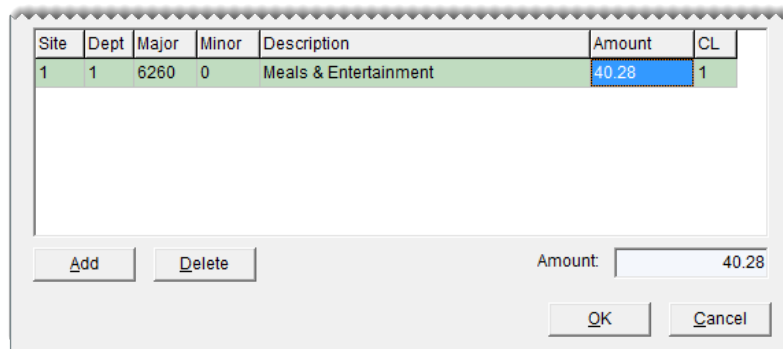 Site Dept Major Minor Description Amount CL
1 1 6260 0 Meals & Entertainment 40.28 1
Add Delete Amount: 40.28
OK Cancel